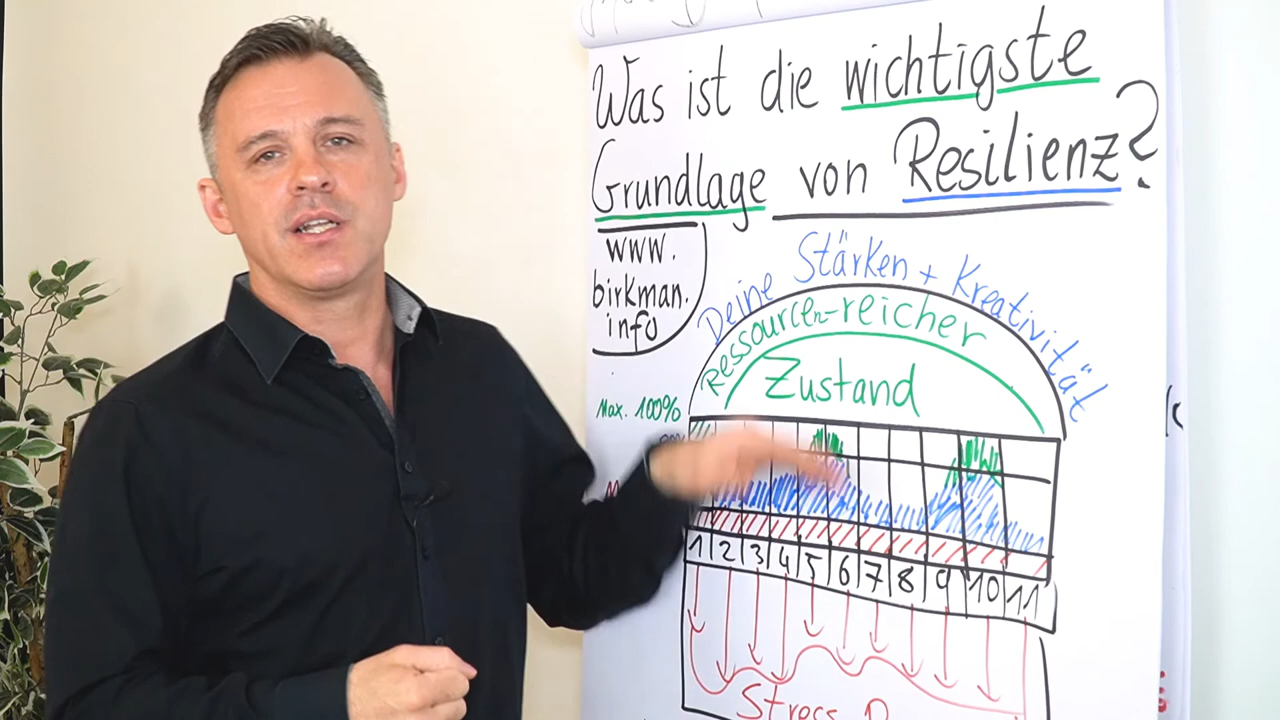 Was ist die wichtigste
Grundlage von Resilienz?
www.
birkman.
info
Deine Stärken + Kreativität
Ressourcen-reicher
Zustand
Max. 100%
1 2 3 4 5 6 7 8 9 10 11
Stress